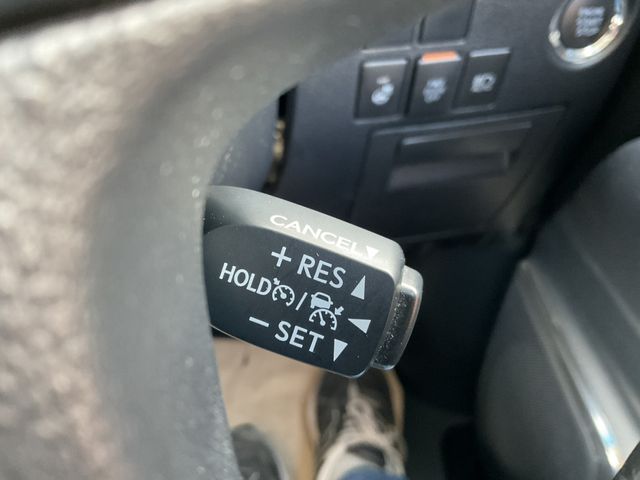 CANCEL
+ RES
HOLD /
− SET